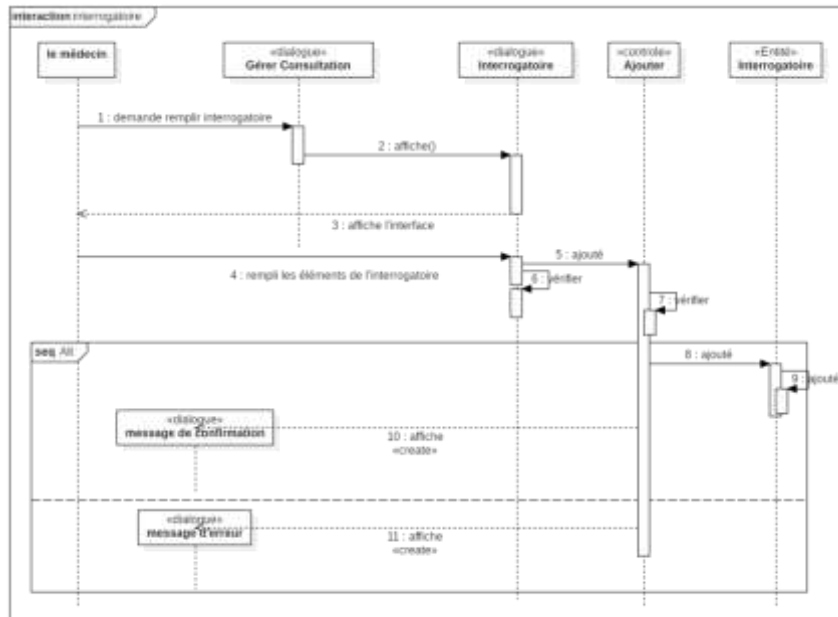 interaction interrogatoire
le médecin
«dialogue»
Gérer Consultation
«dialogue»
Interrogatoire
«controle»
Ajouter
«Entité»
Interrogatoire
1 : demande remplir interrogatoire
2 : affiche()
3 : affiche l'interface
4 : rempli les éléments de l'interrogatoire
5 : ajouté
6 : vérifier
7 : vérifier
seq Alt
8 : ajouté
9 : ajouté
«dialogue»
message de confirmation
10 : affiche
«create»
«dialogue»
message d'erreur
11 : affiche
«create»